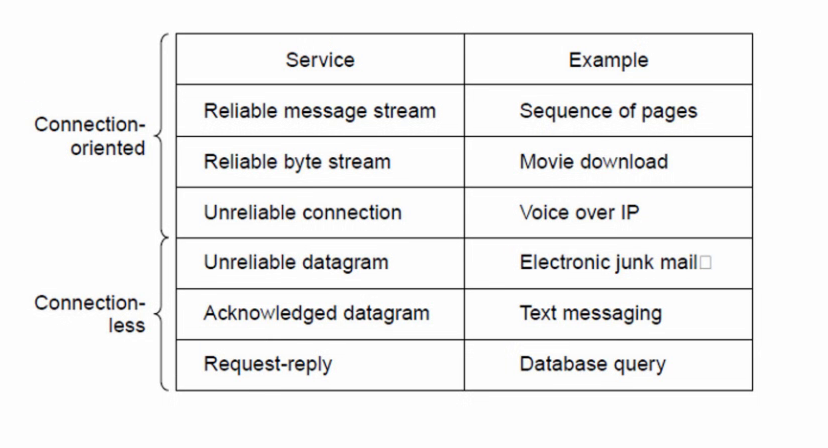 Service Example
Reliable message stream Sequence of pages
Connection-
oriented
Reliable byte stream Movie download
Unreliable connection Voice over IP
Unreliable datagram Electronic junk mail□
Connection-
less
Acknowledged datagram Text messaging
Request-reply Database query